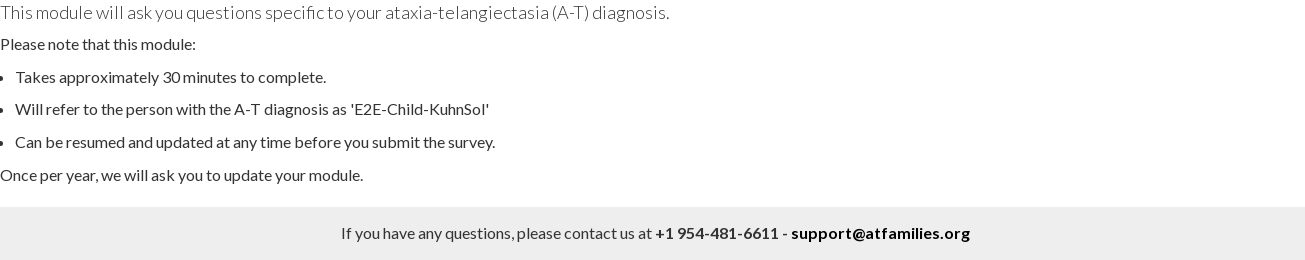 This module will ask you questions specific to your ataxia-telangiectasia (A-T) diagnosis.
Please note that this module:
• Takes approximately 30 minutes to complete.
• Will refer to the person with the A-T diagnosis as 'E2E-Child-KuhnSol'
• Can be resumed and updated at any time before you submit the survey.
Once per year, we will ask you to update your module.
If you have any questions, please contact us at +1 954-481-6611 - support@atfamilies.org